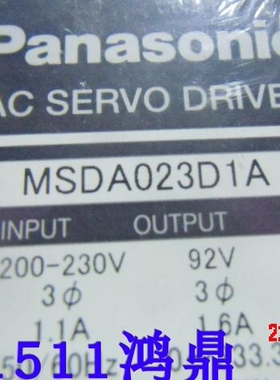 Panasonic
AC SERVO DRIVE
MSDA023D1A
INPUT OUTPUT
200-230V 92V
3ϕ 3ϕ
1.1A 1.6A
1511鸿鼎